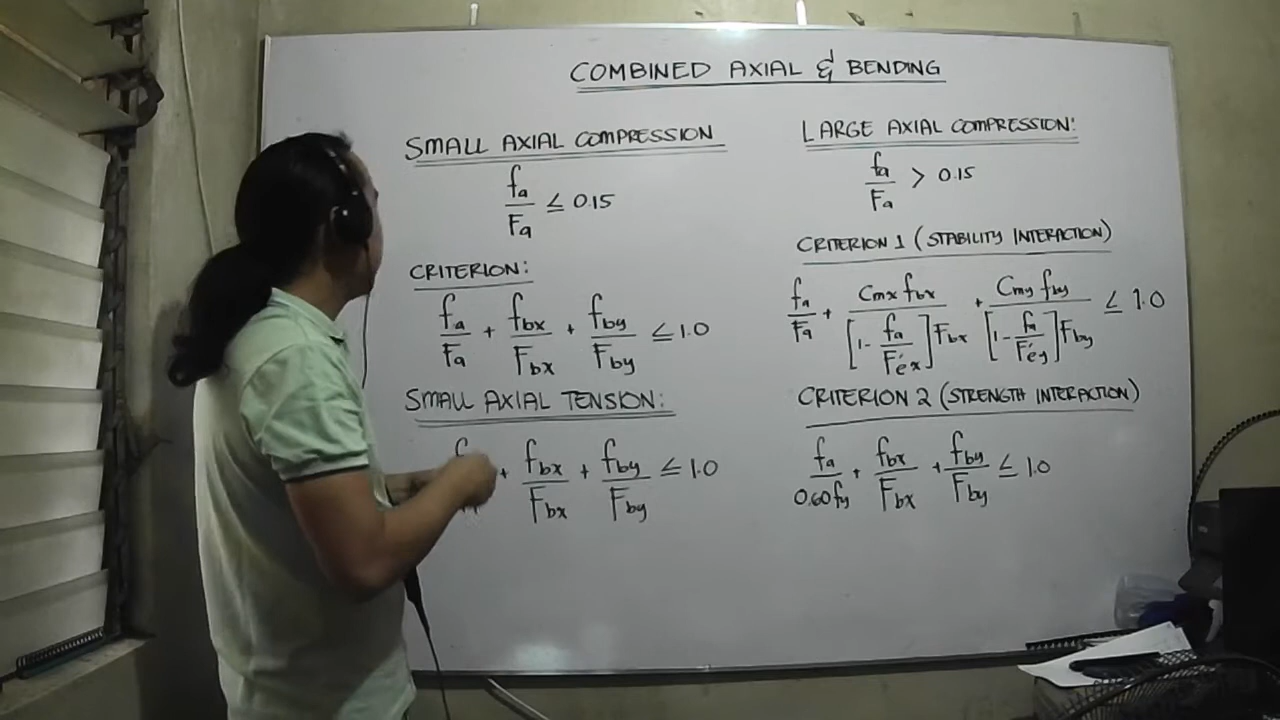 COMBINED AXIAL & BENDING
SMALL AXIAL COMPRESSION
fa/Fa ≤ 0.15
CRITERION:
fa/Fa + fbx/Fbx + fby/Fby ≤ 1.0
SMALL AXIAL TENSION:
+ fbx/Fbx + fby/Fby ≤ 1.0
LARGE AXIAL COMPRESSION:
fa/Fa > 0.15
CRITERION 1 (STABILITY INTERACTION)
fa/Fa + Cmx fbx/[1-fa/F'ex]Fbx + Cmy fby/[1-fa/F'ey]Fby ≤ 1.0
CRITERION 2 (STRENGTH INTERACTION)
fa/0.60fy + fbx/Fbx + fby/Fby ≤ 1.0